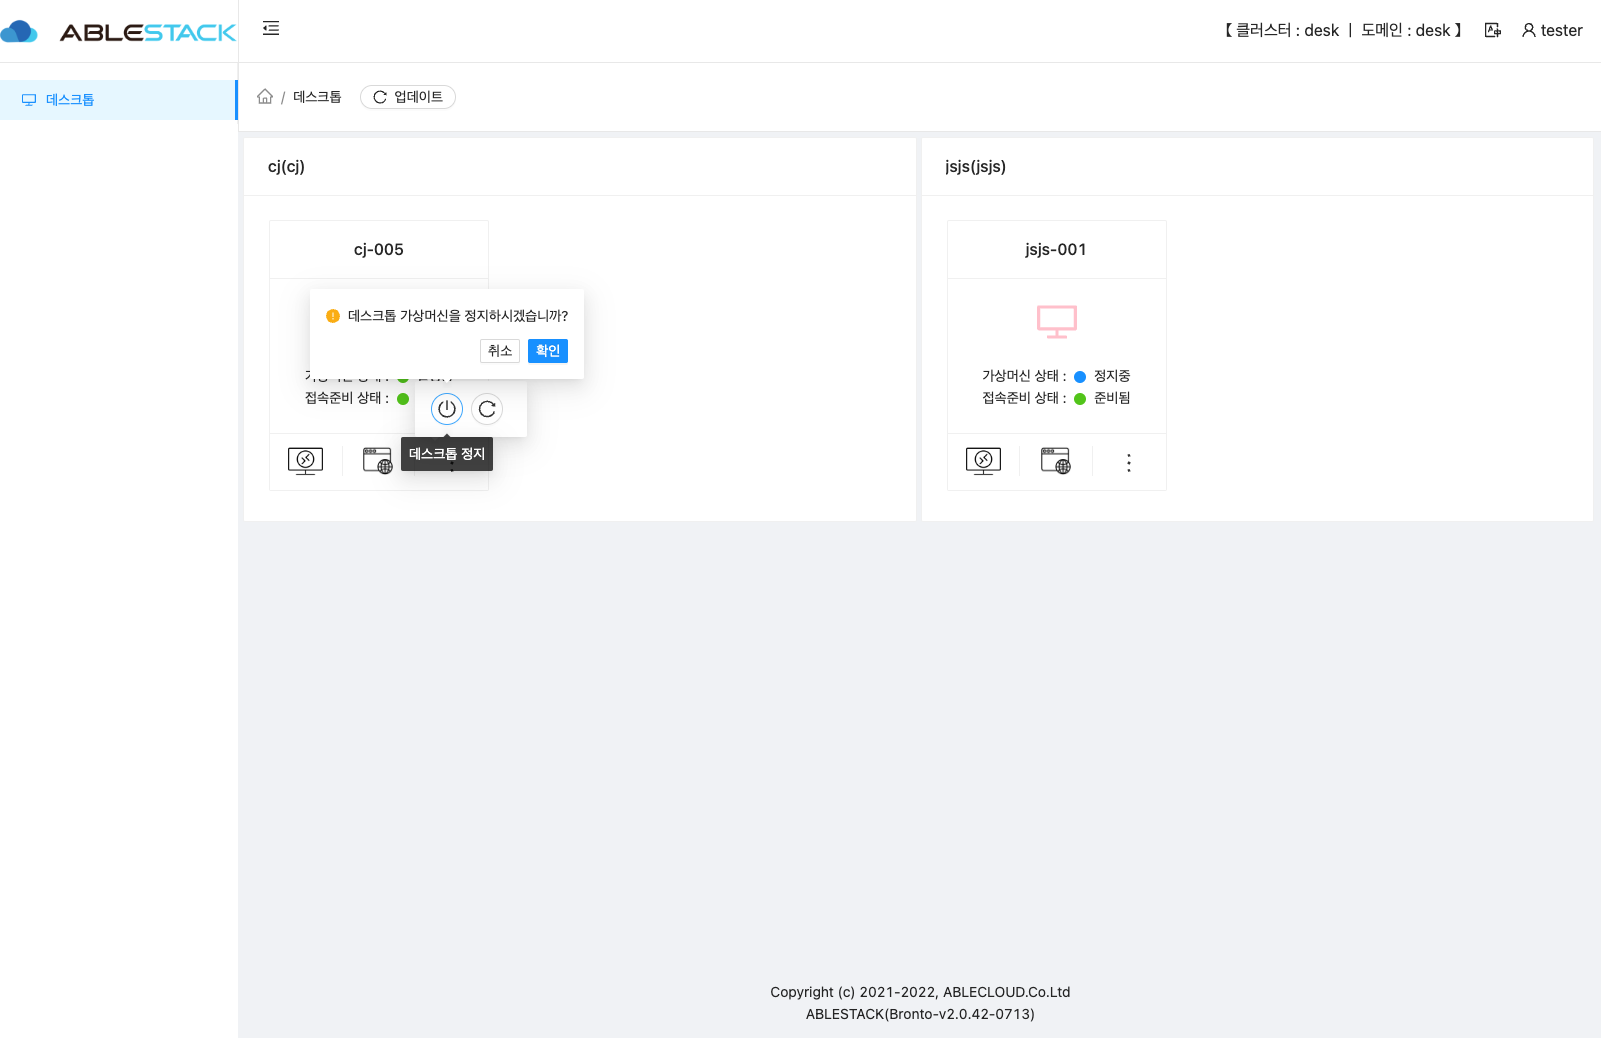 ABLESTACK
【 클러스터 : desk ㅣ 도메인 : desk 】
tester
데스크톱
/ 데스크톱
업데이트
cj(cj)
cj-005
데스크톱 가상머신을 정지하시겠습니까?
취소
확인
접속준비 상태 :
데스크톱 정지
jsjs(jsjs)
jsjs-001
가상머신 상태 : 정지중
접속준비 상태 : 준비됨
Copyright (c) 2021-2022, ABLECLOUD.Co.Ltd
ABLESTACK(Bronto-v2.0.42-0713)